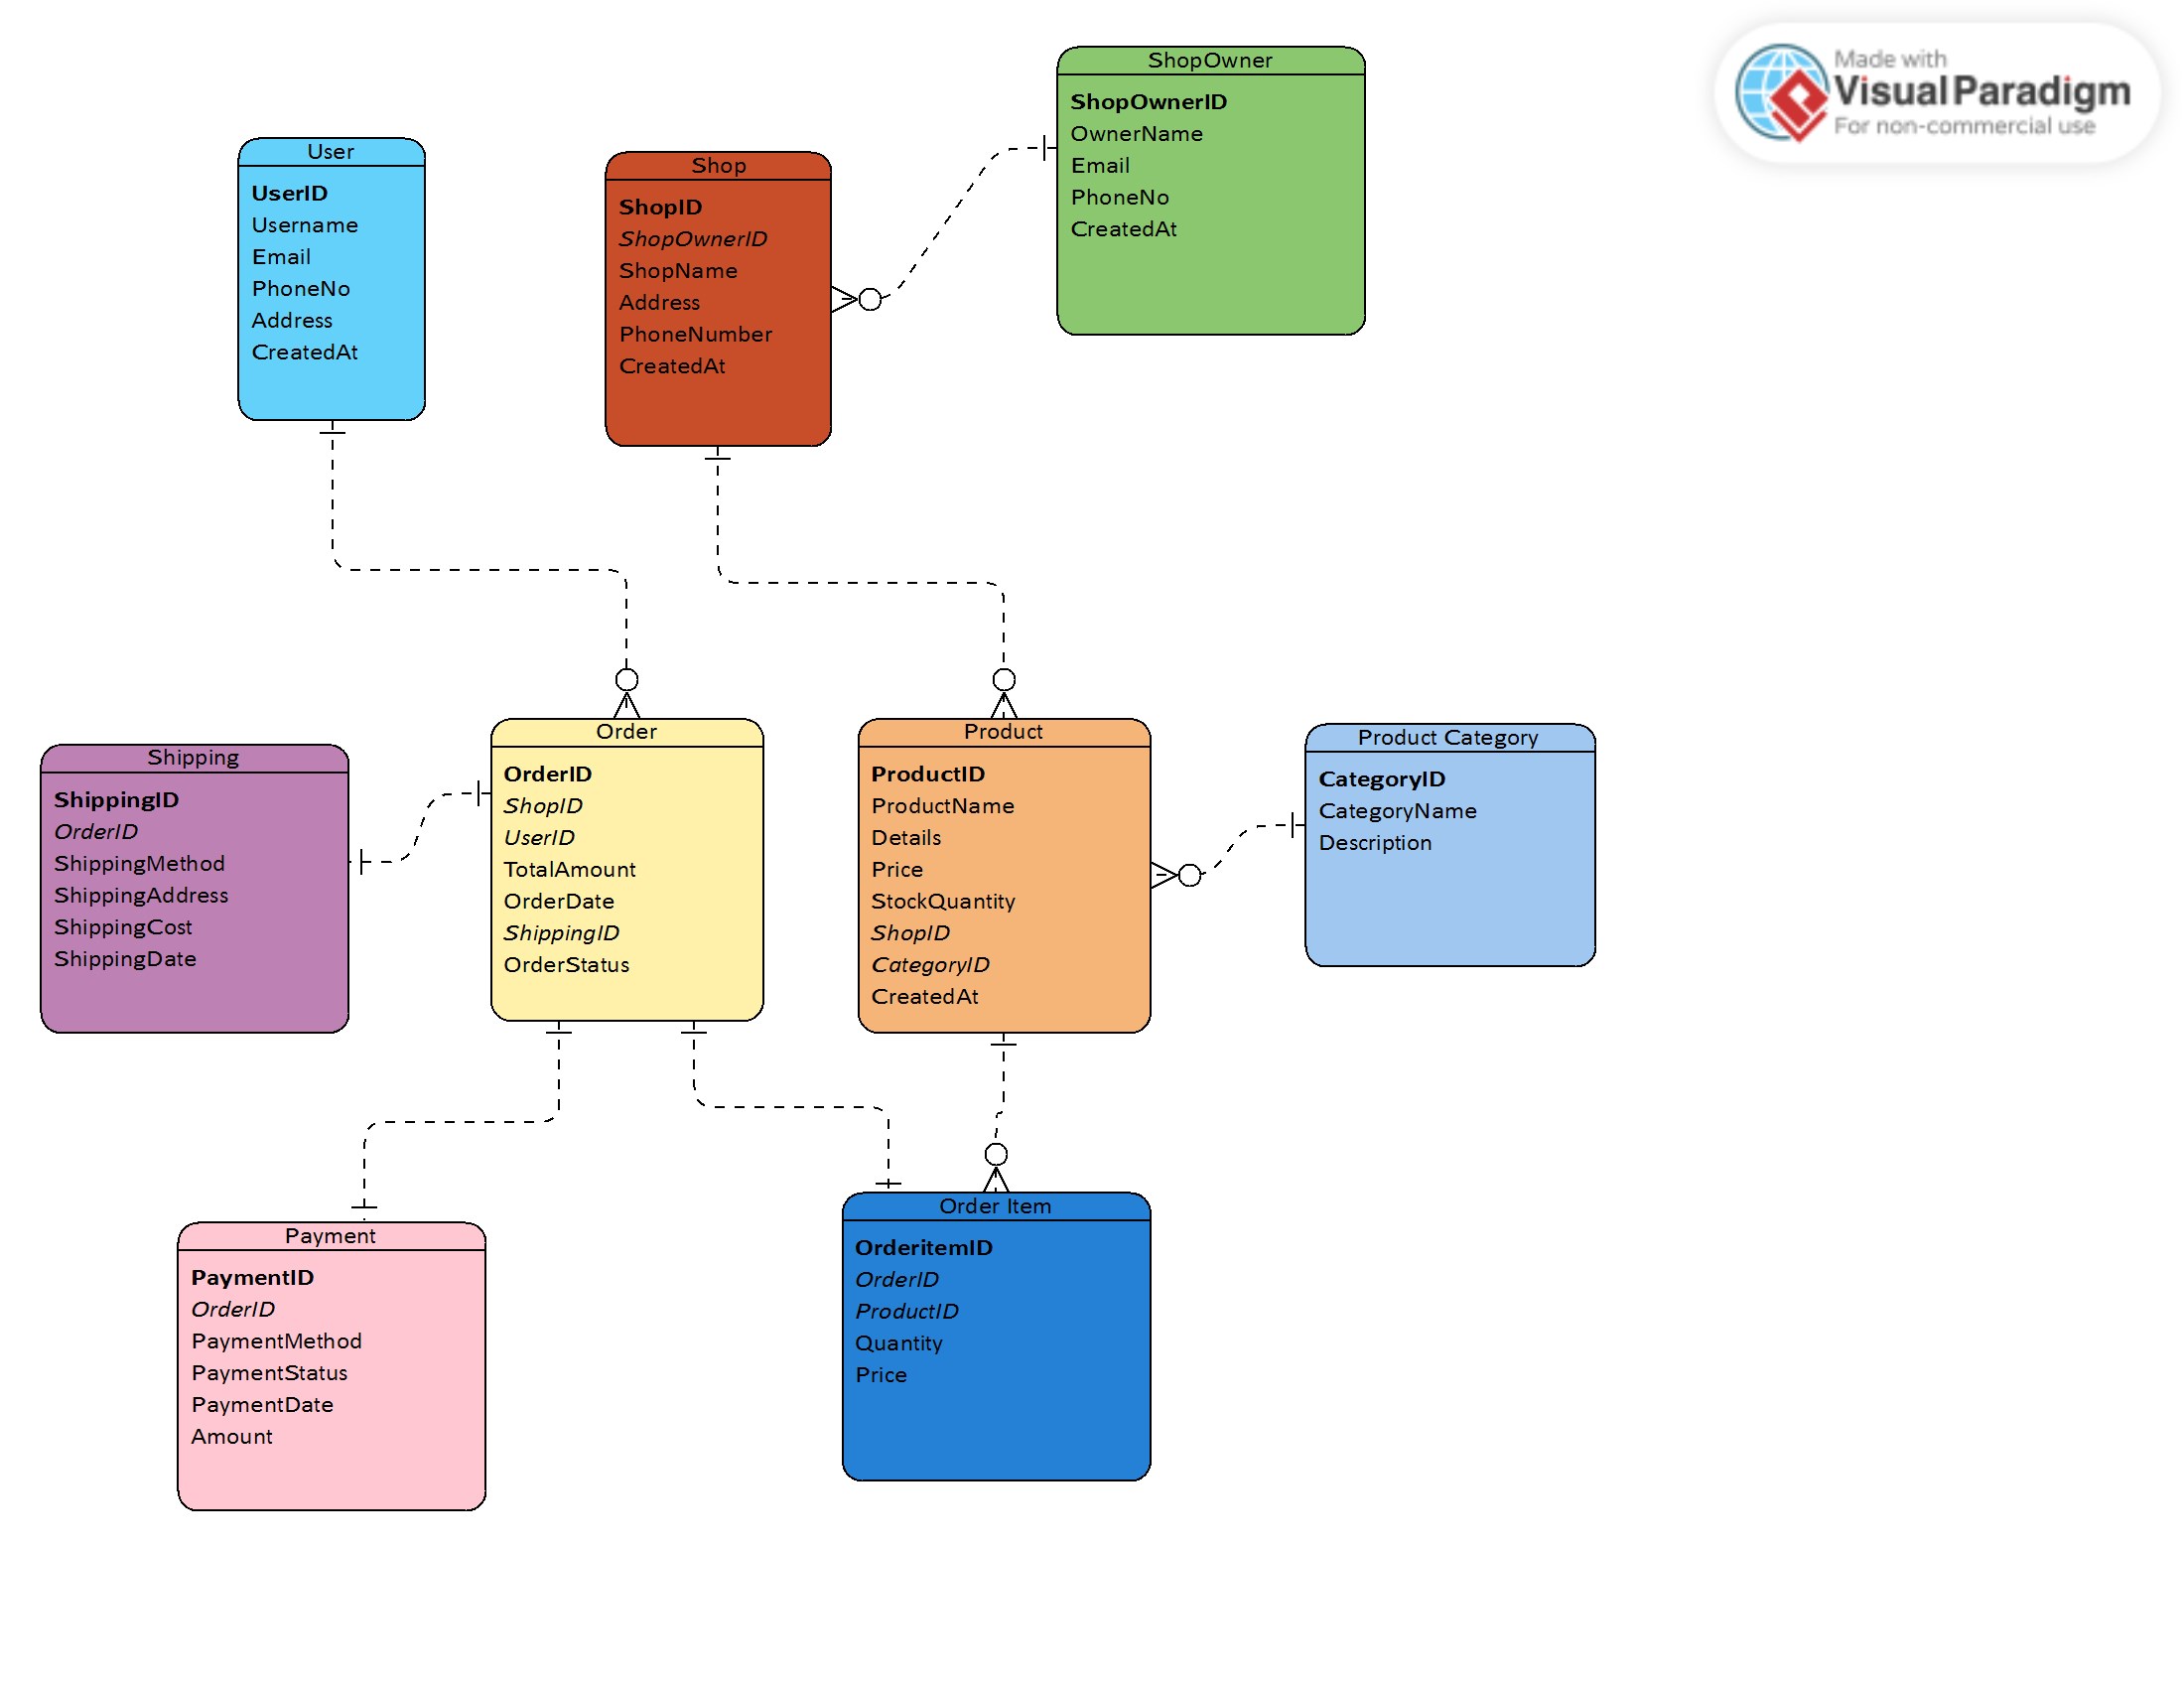 Made with
Visual Paradigm
For non-commercial use
ShopOwner
ShopOwnerID
OwnerName
Email
PhoneNo
CreatedAt
User
UserID
Username
Email
PhoneNo
Address
CreatedAt
Shop
ShopID
ShopOwnerID
ShopName
Address
PhoneNumber
CreatedAt
Shipping
ShippingID
OrderID
ShippingMethod
ShippingAddress
ShippingCost
ShippingDate
Order
OrderID
ShopID
UserID
TotalAmount
OrderDate
ShippingID
OrderStatus
Product
ProductID
ProductName
Details
Price
StockQuantity
ShopID
CategoryID
CreatedAt
Product Category
CategoryID
CategoryName
Description
Payment
PaymentID
OrderID
PaymentMethod
PaymentStatus
PaymentDate
Amount
Order Item
OrderitemID
OrderID
ProductID
Quantity
Price